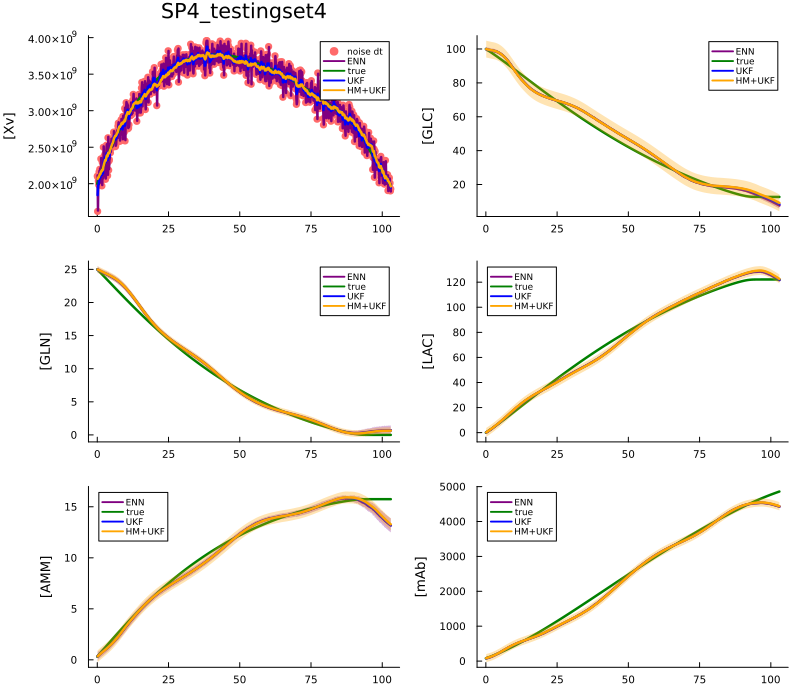 SP4_testingset4
[Xv]
4.00×10⁹
3.50×10⁹
3.00×10⁹
2.50×10⁹
2.00×10⁹
0 25 50 75 100
noise dt
ENN
true
UKF
HM+UKF
[GLC]
100
80
60
40
20
0 25 50 75 100
ENN
true
UKF
HM+UKF
[GLN]
25
20
15
10
5
0
0 25 50 75 100
ENN
true
UKF
HM+UKF
[LAC]
120
100
80
60
40
20
0
0 25 50 75 100
ENN
true
UKF
HM+UKF
[AMM]
15
10
5
0
0 25 50 75 100
ENN
true
UKF
HM+UKF
[mAb]
5000
4000
3000
2000
1000
0
0 25 50 75 100
ENN
true
UKF
HM+UKF